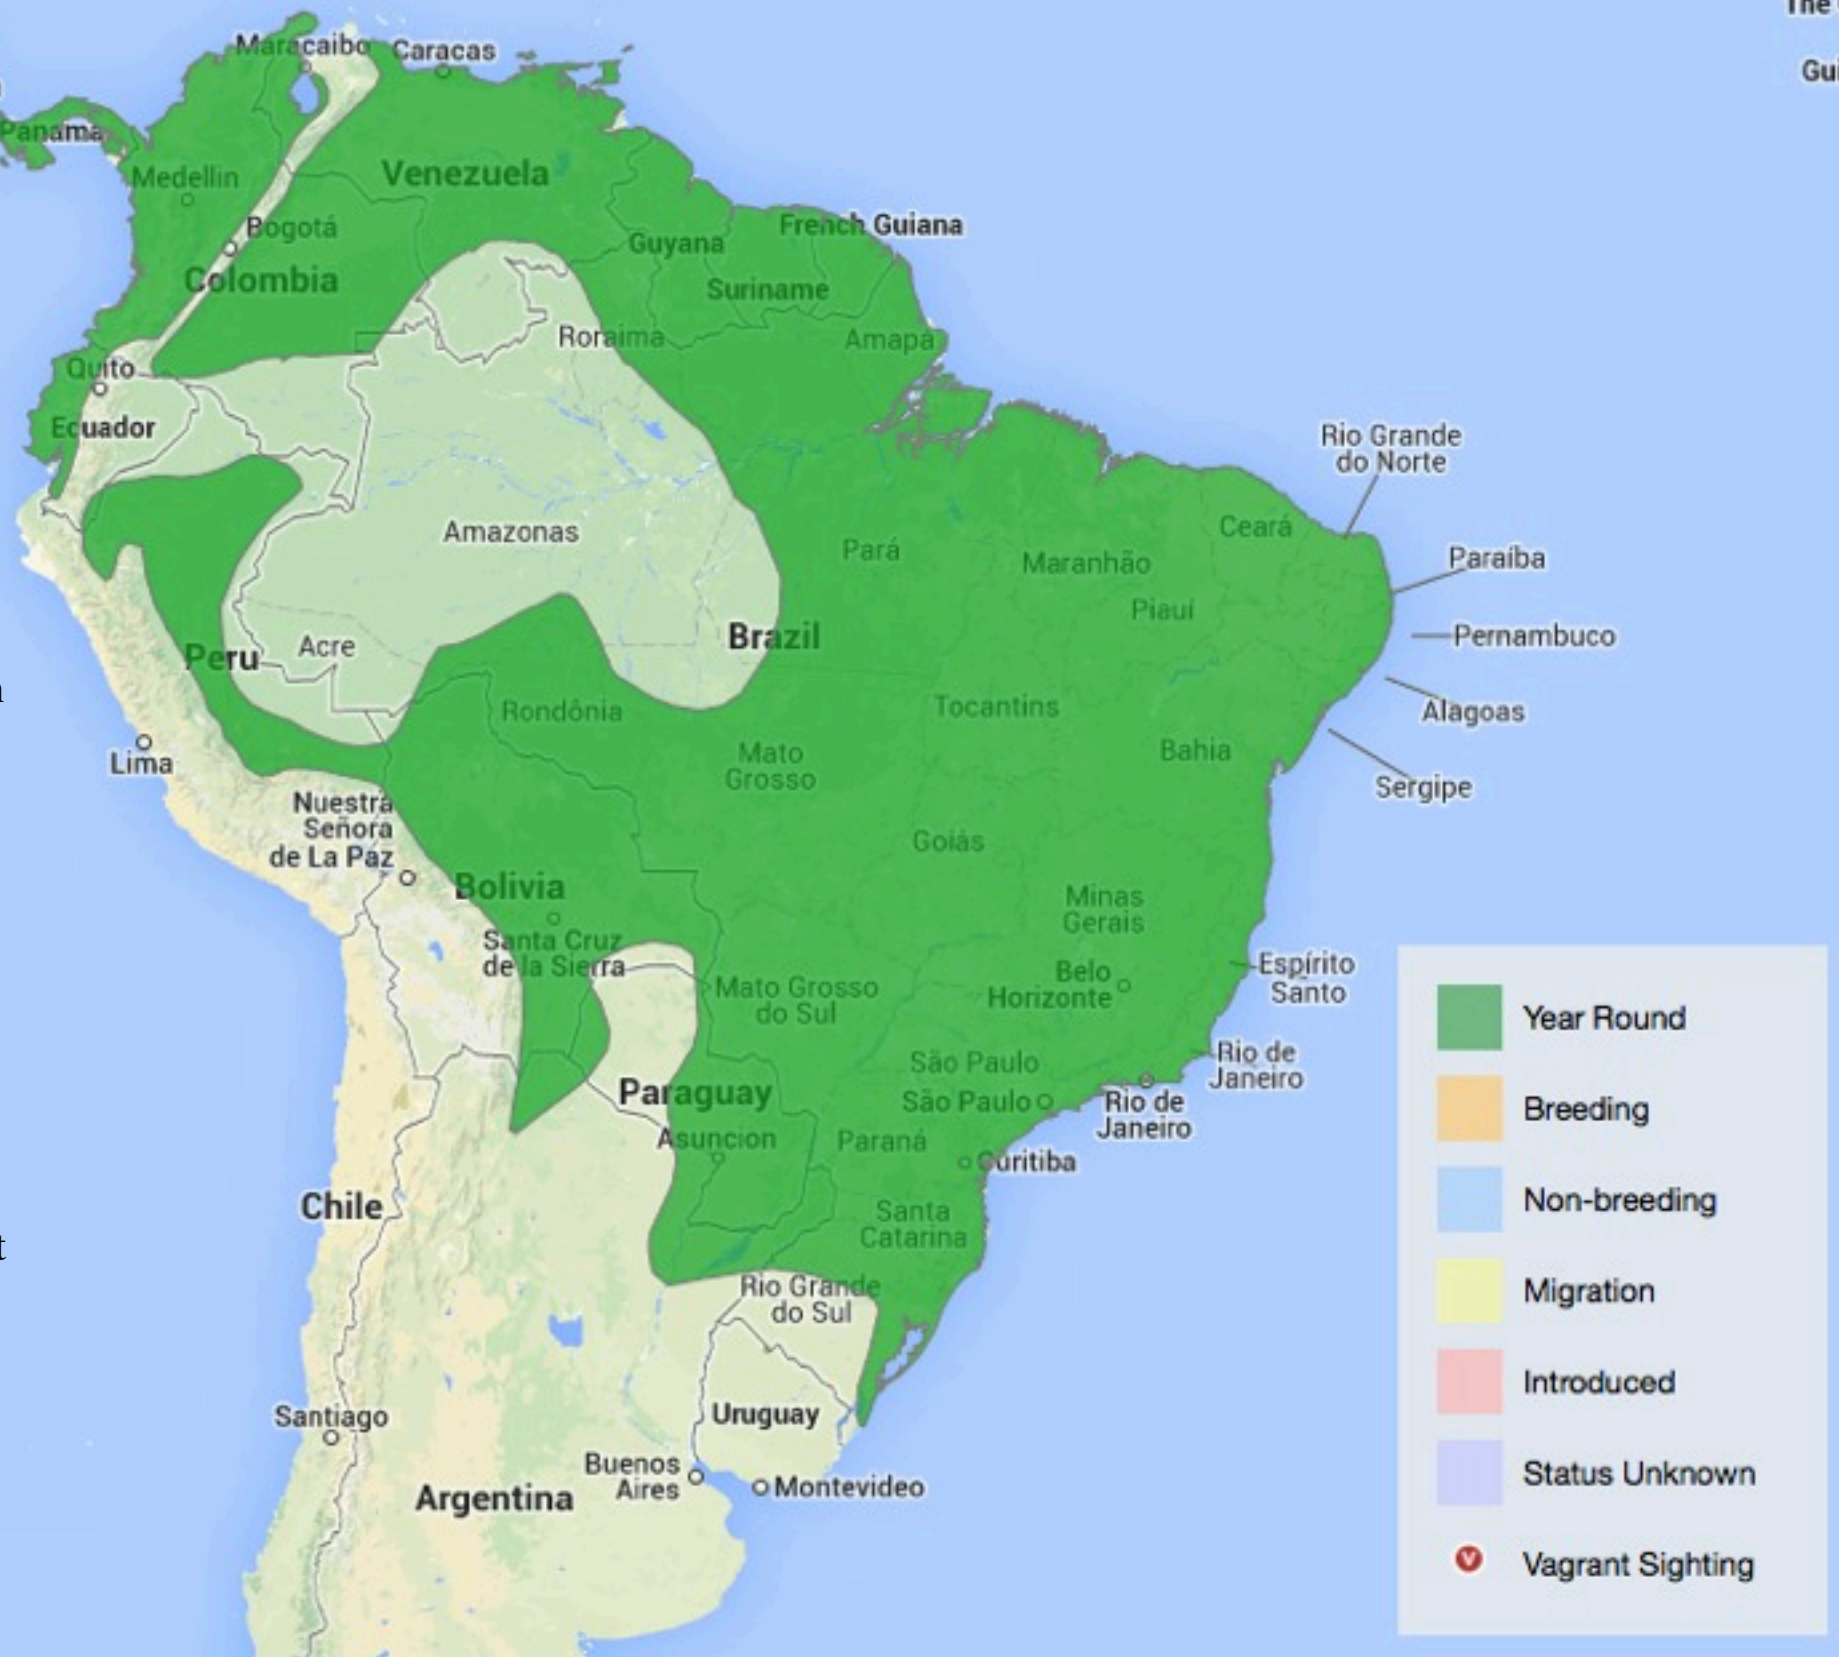 The
Gui
Maracaibo
Caracas
Panama
Medellin
Venezuela
Bogotá
Colombia
French Guiana
Guyana
Suriname
Roraima
Amapá
Quito
Ecuador
Rio Grande
do Norte
Amazonas
Pará
Ceará
Maranhão
Paraíba
Piauí
Pernambuco
Brazil
Acre
Peru
Rondônia
Tocantins
Alagoas
Mato
Grosso
Bahia
Lima
Sergipe
Nuestra
Señora
de La Paz
Goiás
Bolivia
Minas
Gerais
Santa Cruz
de la Sierra
Mato Grosso
do Sul
Belo
Horizonte
Espírito
Santo
São Paulo
Rio de
Janeiro
Paraguay
São Paulo
Rio de
Janeiro
Asuncion
Paraná
Curitiba
Chile
Santa
Catarina
Rio Grande
do Sul
Santiago
Uruguay
Buenos
Aires
Montevideo
Argentina
Year Round
Breeding
Non-breeding
Migration
Introduced
Status Unknown
V
Vagrant Sighting